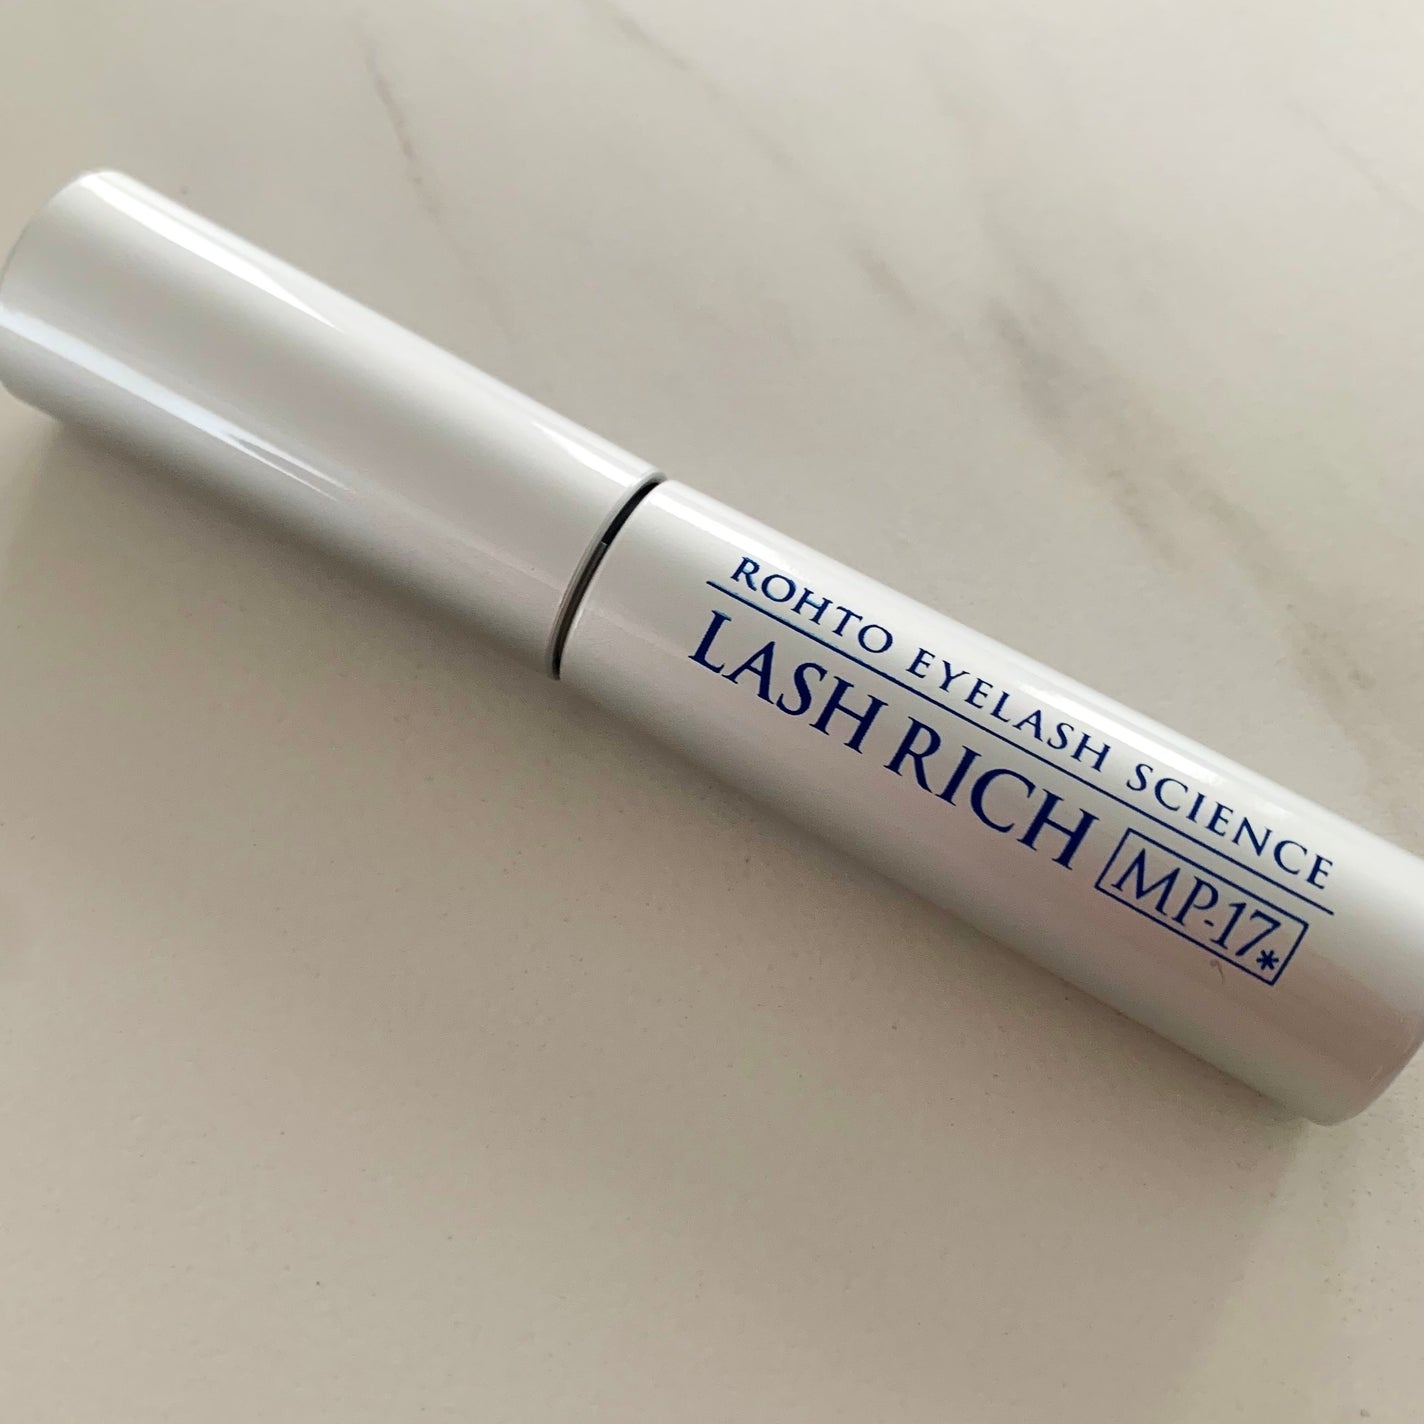 ROHTO EYELASH SCIENCE
LASH RICH MP-17*